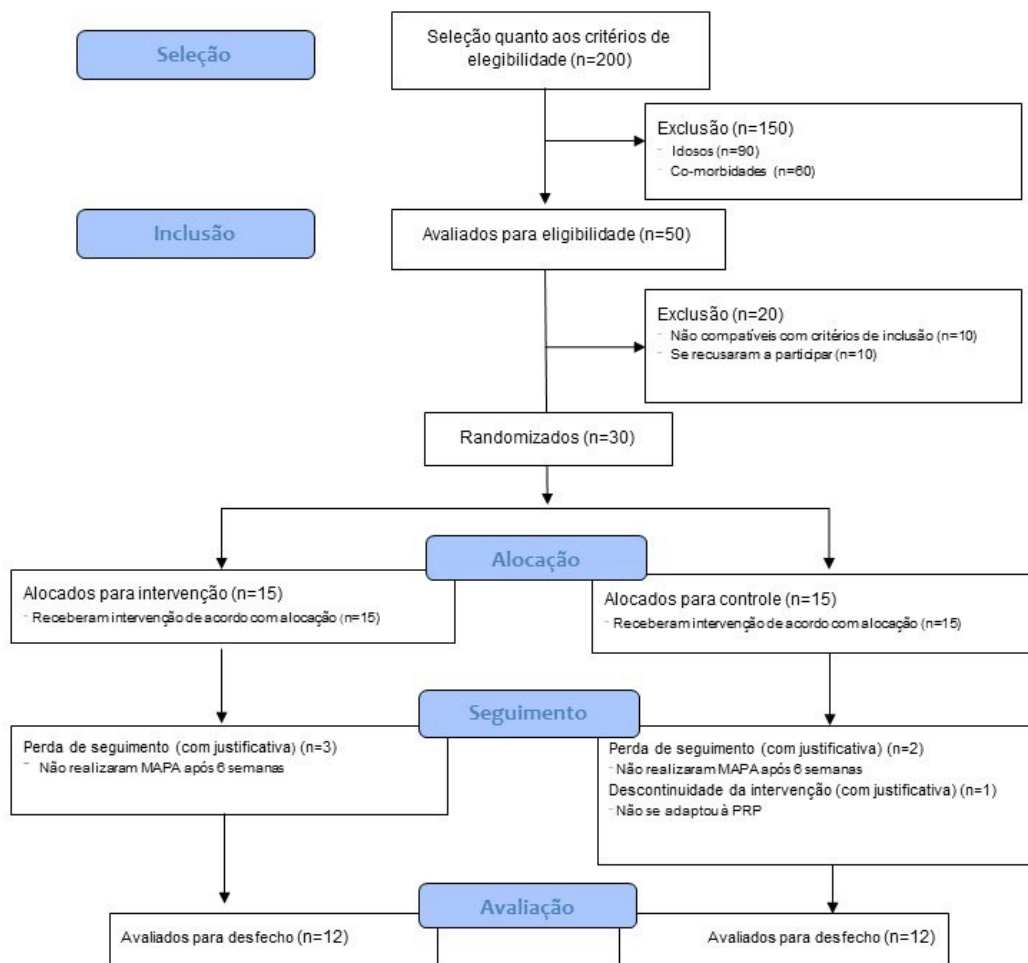 Seleção
Seleção quanto aos critérios de
elegibilidade (n=200)
Exclusão (n=150)
- Idosos (n=90)
- Co-morbidades (n=60)
Inclusão
Avaliados para eligibilidade (n=50)
Exclusão (n=20)
- Não compatíveis com critérios de inclusão (n=10)
- Se recusaram a participar (n=10)
Randomizados (n=30)
Alocação
Alocados para intervenção (n=15)
- Receberam intervenção de acordo com alocação (n=15)
Alocados para controle (n=15)
- Receberam intervenção de acordo com alocação (n=15)
Seguimento
Perda de seguimento (com justificativa) (n=3)
- Não realizaram MAPA após 6 semanas
Perda de seguimento (com justificativa) (n=2)
- Não realizaram MAPA após 6 semanas
Descontinuidade da intervenção (com justificativa) (n=1)
- Não se adaptou à PRP
Avaliação
Avaliados para desfecho (n=12)
Avaliados para desfecho (n=12)